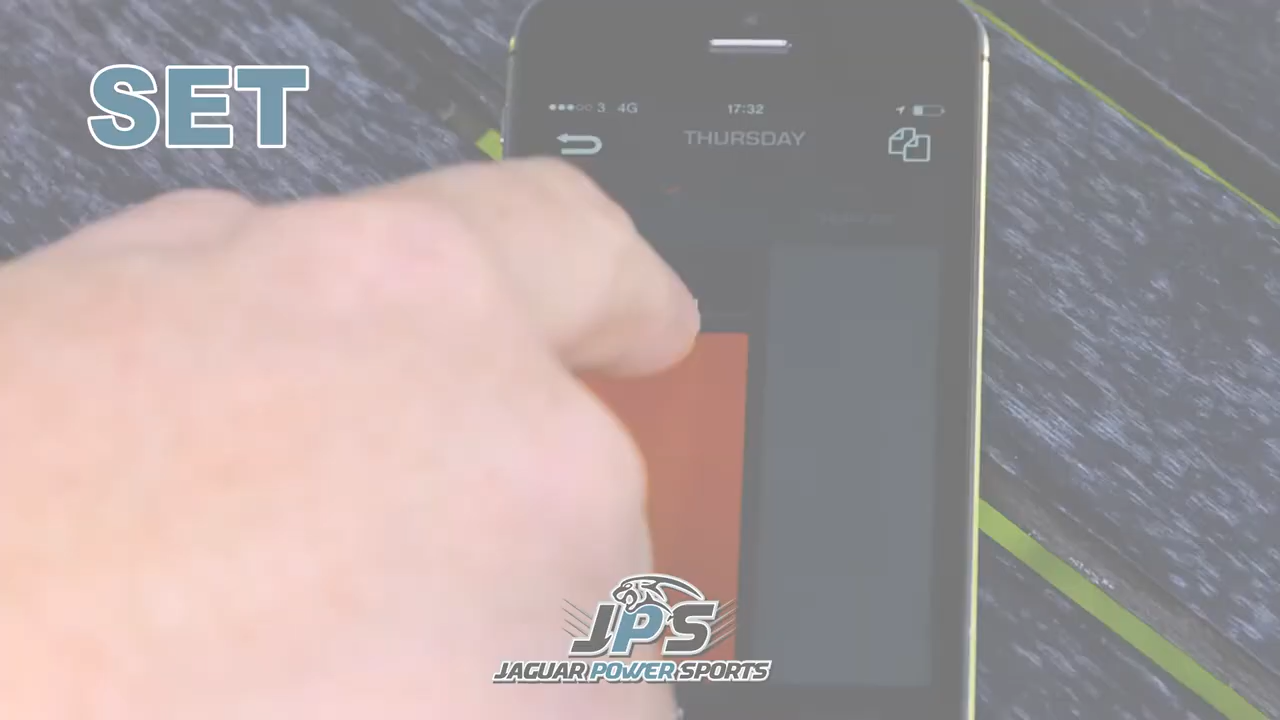 SET
3 4G 17:32
THURSDAY
JPS
JAGUAR POWER SPORTS